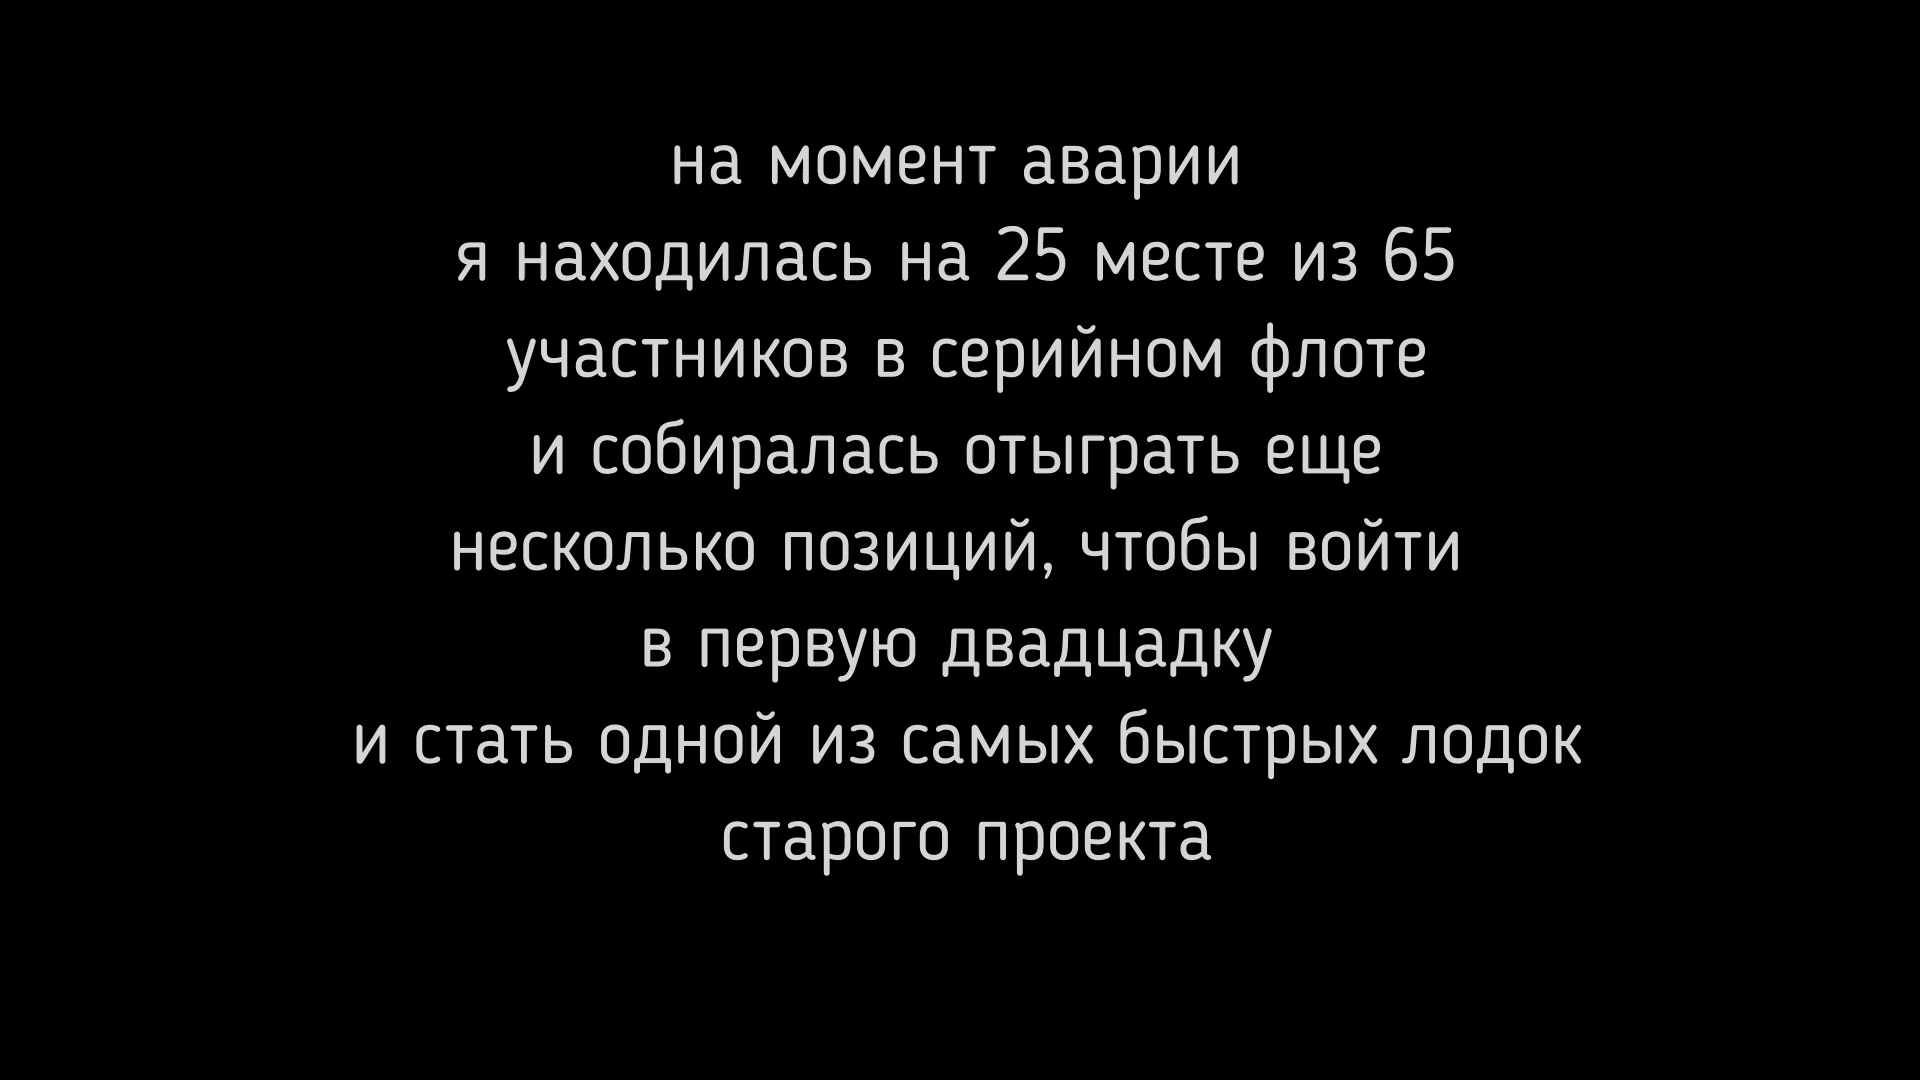 на момент аварии
я находилась на 25 месте из 65
участников в серийном флоте
и собиралась отыграть еще
несколько позиций, чтобы войти
в первую двадцадку
и стать одной из самых быстрых лодок
старого проекта